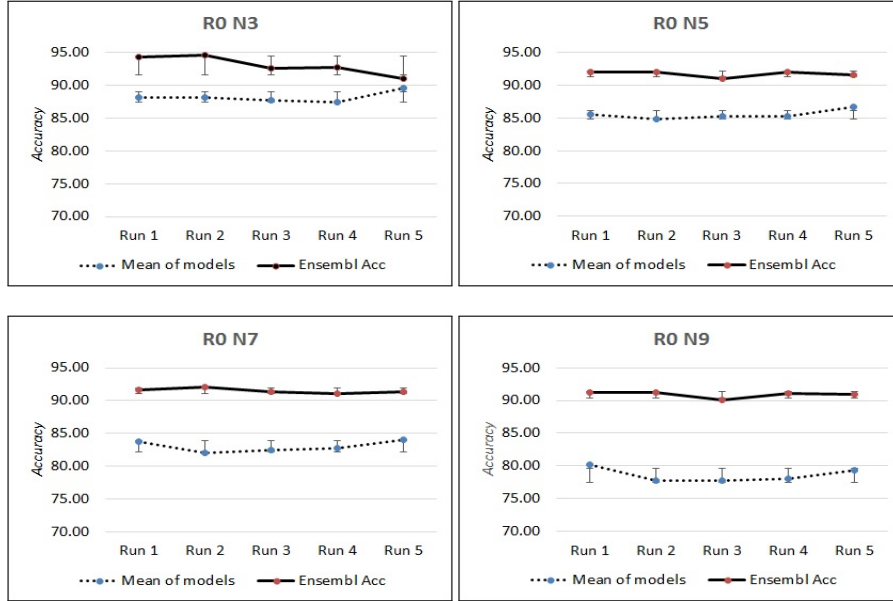 R0 N3
95.00
90.00
85.00
80.00
75.00
70.00
Accuracy
Run 1 Run 2 Run 3 Run 4 Run 5
Mean of models Ensembl Acc
R0 N5
95.00
90.00
85.00
80.00
75.00
70.00
Accuracy
Run 1 Run 2 Run 3 Run 4 Run 5
Mean of models Ensembl Acc
R0 N7
95.00
90.00
85.00
80.00
75.00
70.00
Accuracy
Run 1 Run 2 Run 3 Run 4 Run 5
Mean of models Ensembl Acc
R0 N9
95.00
90.00
85.00
80.00
75.00
70.00
Accuracy
Run 1 Run 2 Run 3 Run 4 Run 5
Mean of models Ensembl Acc